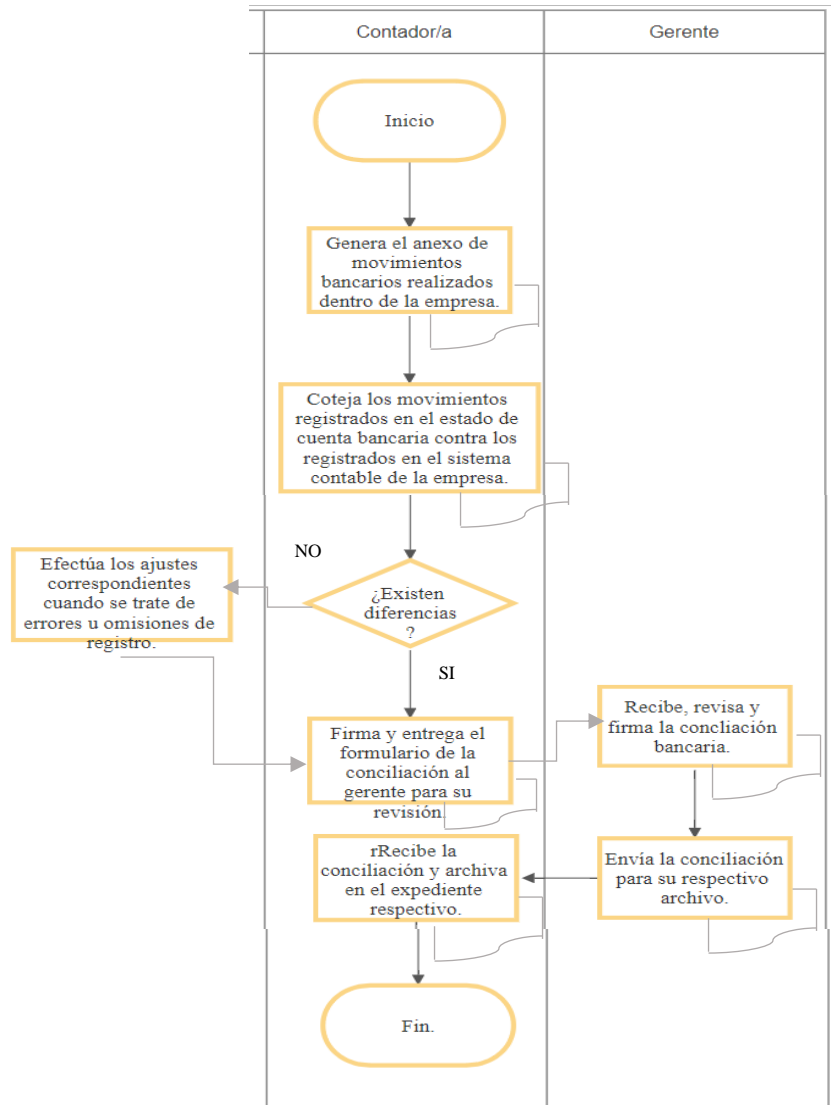 Contador/a
Gerente
Inicio
Genera el anexo de
movimientos
bancarios realizados
dentro de la empresa.
Coteja los movimientos
registrados en el estado de
cuenta bancaria contra los
registrados en el sistema
contable de la empresa.
NO
Efectúa los ajustes
correspondientes
cuando se trate de
errores u omisiones de
registro.
¿Existen
diferencias
?
SI
Firma y entrega el
formulario de la
conciliación al
gerente para su
revisión.
Recibe, revisa y
firma la concliación
bancaria.
Envía la conciliación
para su respectivo
archivo.
rRecibe la
conciliación y archiva
en el expediente
respectivo.
Fin.